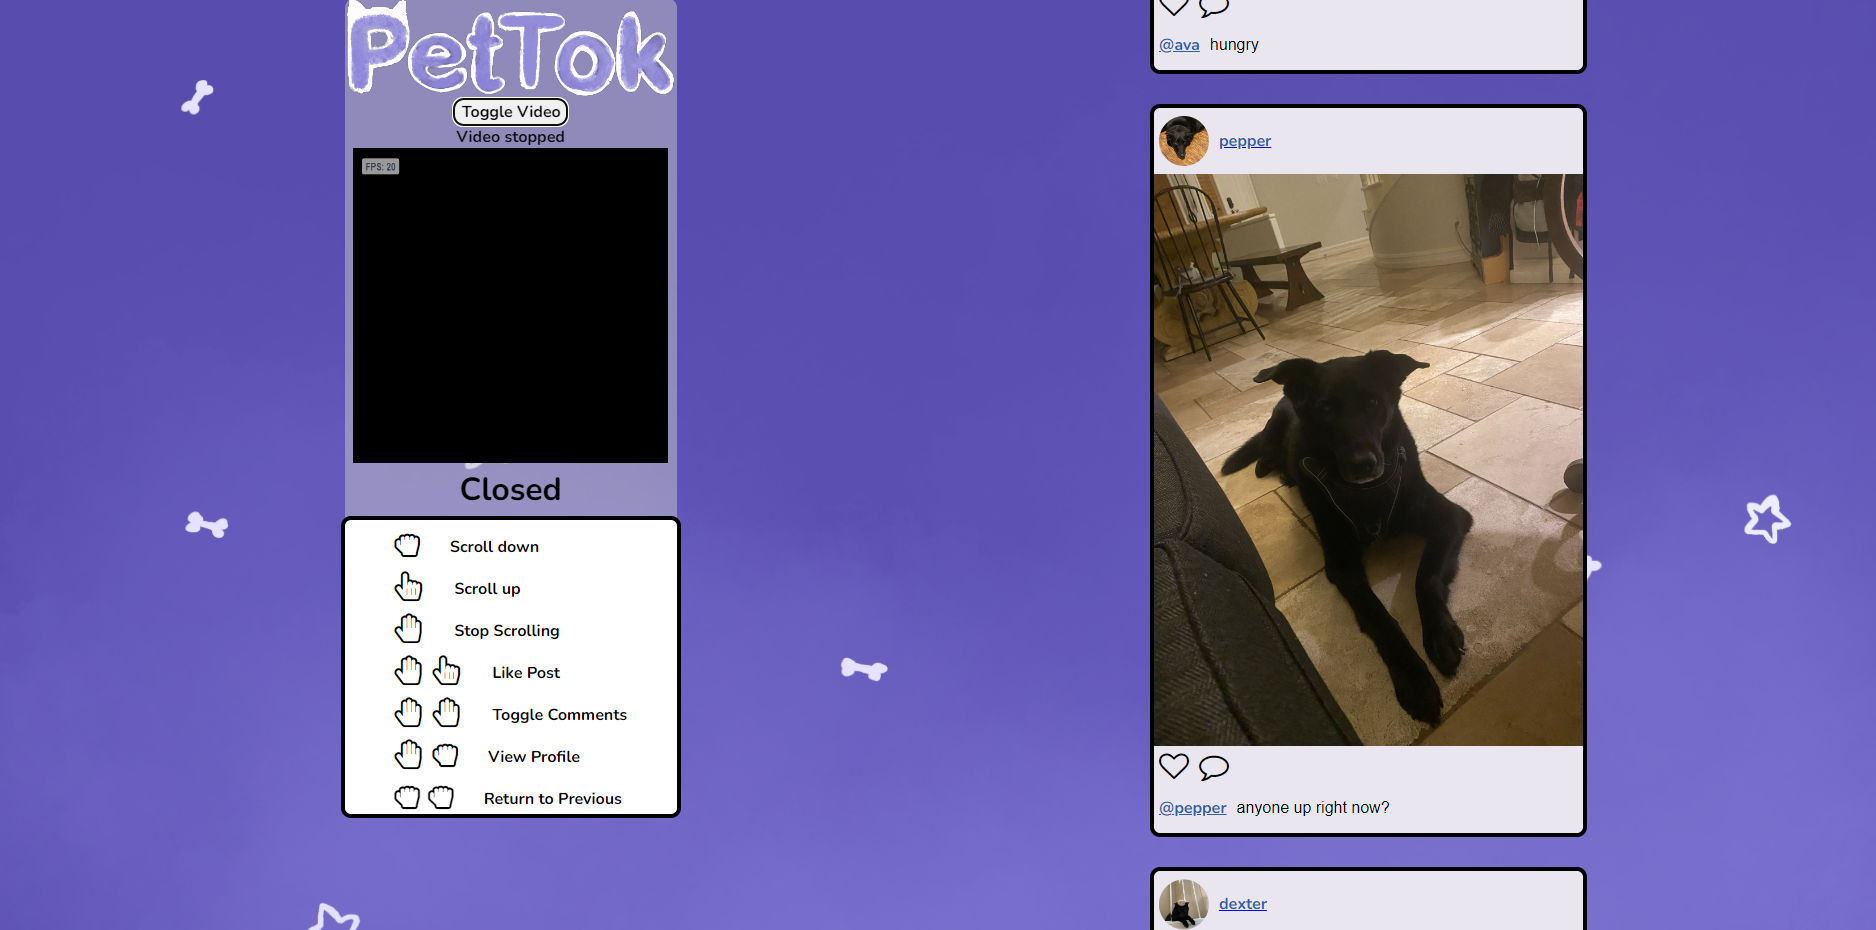 PetTok
Toggle Video
Video stopped
FPS: 20
Closed
Scroll down
Scroll up
Stop Scrolling
Like Post
Toggle Comments
View Profile
Return to Previous
@ava hungry
pepper
@pepper anyone up right now?
dexter